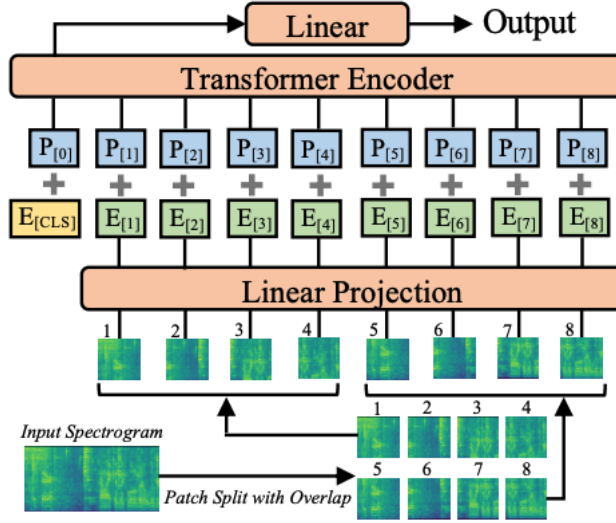 Linear Output
Transformer Encoder
P[0] P[1] P[2] P[3] P[4] P[5] P[6] P[7] P[8]
+ + + + + + + + +
E[CLS] E[1] E[2] E[3] E[4] E[5] E[6] E[7] E[8]
Linear Projection
1 2 3 4 5 6 7 8
1 2 3 4
Input Spectrogram
5 6 7 8
Patch Split with Overlap